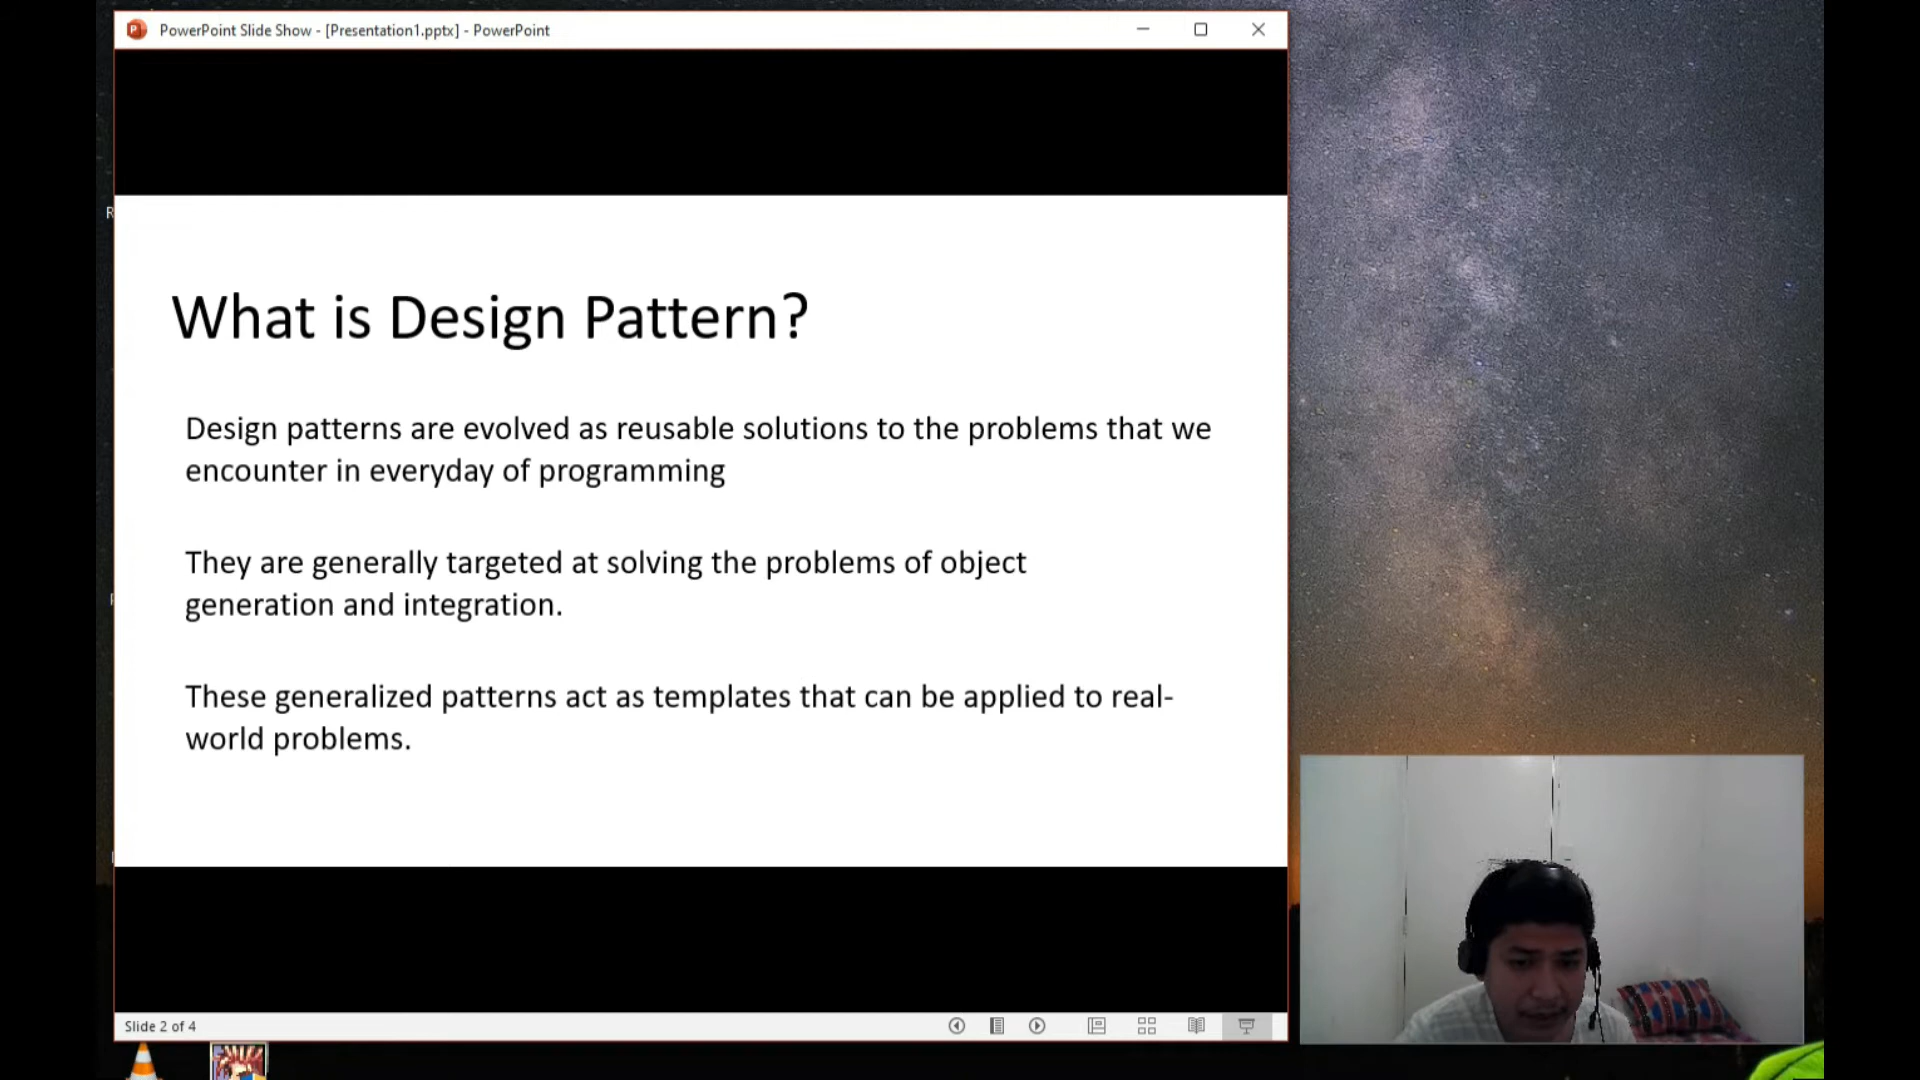 PowerPoint Slide Show - [Presentation1.pptx] - PowerPoint
What is Design Pattern?
Design patterns are evolved as reusable solutions to the problems that we
encounter in everyday of programming
They are generally targeted at solving the problems of object
generation and integration.
These generalized patterns act as templates that can be applied to real-
world problems.
Slide 2 of 4